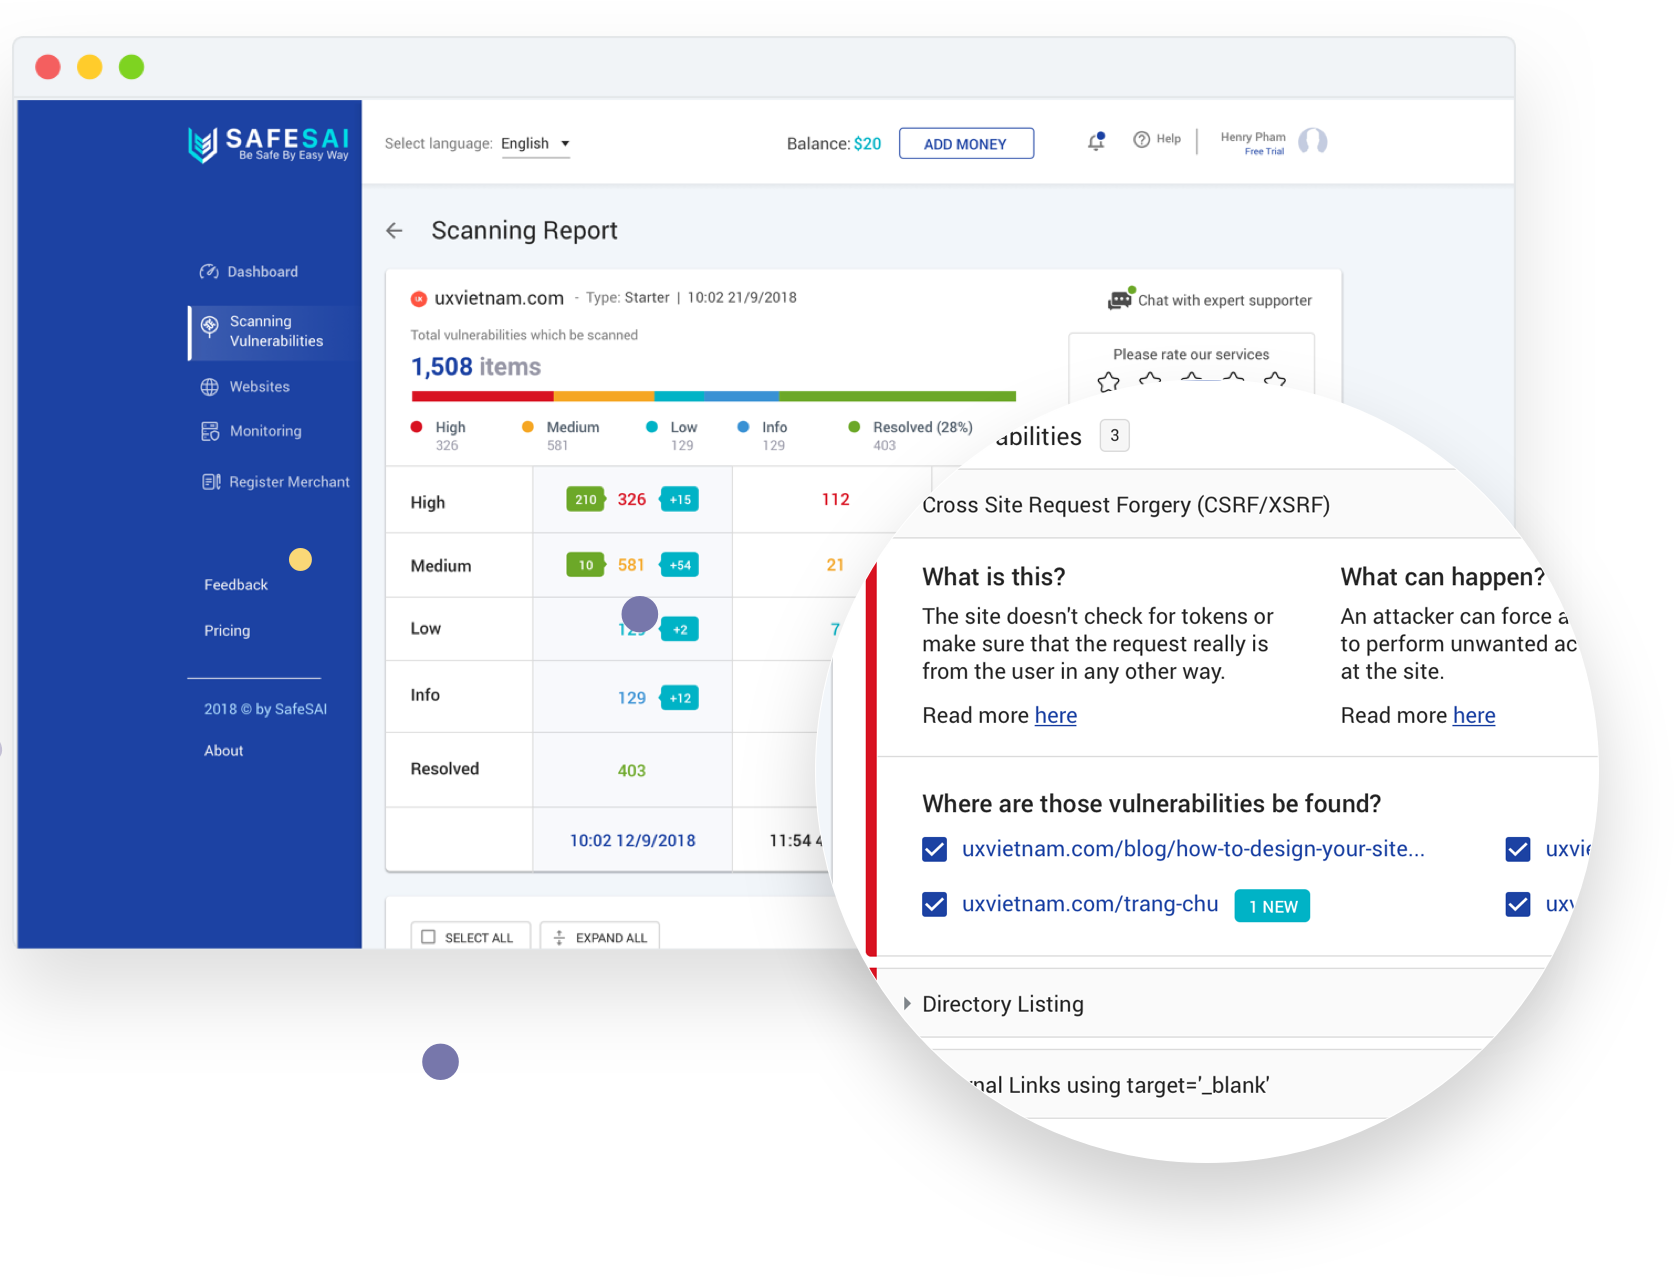 SAFESAI
Be Safe By Easy Way
Select language: English
Balance: $20
ADD MONEY
Help
Henry Pham
Free Trial
Dashboard
Scanning
Vulnerabilities
Websites
Monitoring
Register Merchant
Feedback
Pricing
2018 © by SafeSAI
About
Scanning Report
uxvietnam.com - Type: Starter | 10:02 21/9/2018
Chat with expert supporter
Total vulnerabilities which be scanned
1,508 items
Please rate our services
High Medium Low Info Resolved (28%)
326 581 129 129 403
High 210 326 +15 112
Medium 10 581 +54 21
Low 129 +2 7
Info 129 +12
Resolved 403
10:02 12/9/2018 11:54 4
SELECT ALL EXPAND ALL
abilities 3
Cross Site Request Forgery (CSRF/XSRF)
What is this?
The site doesn't check for tokens or
make sure that the request really is
from the user in any other way.
Read more here
What can happen?
An attacker can force a
to perform unwanted ac
at the site.
Read more here
Where are those vulnerabilities be found?
uxvietnam.com/blog/how-to-design-your-site... uxvie
uxvietnam.com/trang-chu 1 NEW uxv
Directory Listing
nal Links using target='_blank'